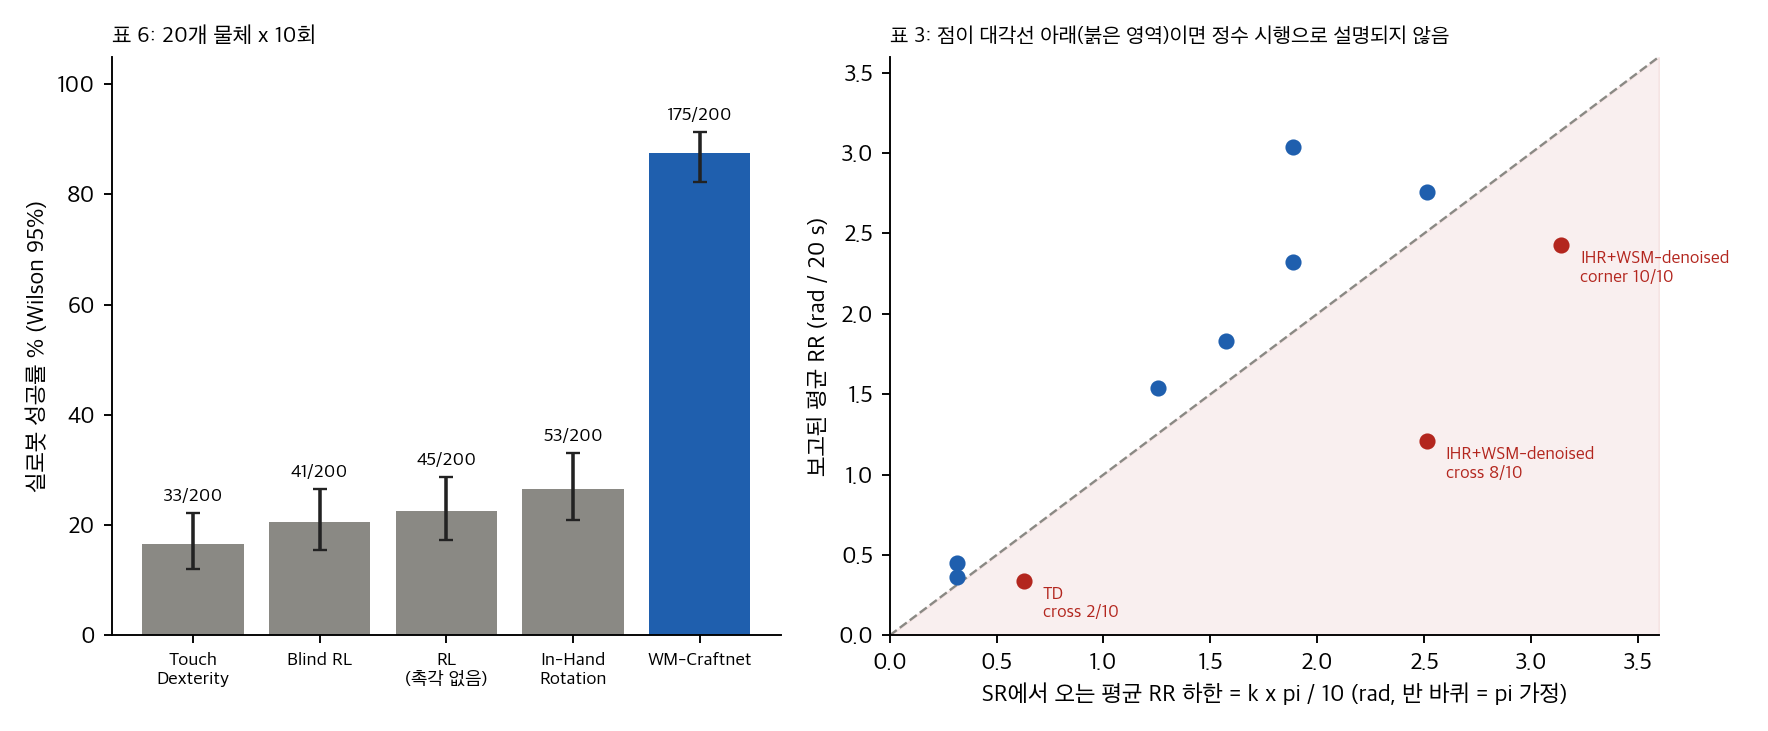 표 6: 20개 물체 x 10회
실로봇 성공률 % (Wilson 95%)
100
80
60
40
20
0
33/200
41/200
45/200
53/200
175/200
Touch
Dexterity
Blind RL
RL
(촉각 없음)
In-Hand
Rotation
WM-Craftnet
표 3: 점이 대각선 아래(붉은 영역)이면 정수 시행으로 설명되지 않음
보고된 평균 RR (rad / 20 s)
3.5
3.0
2.5
2.0
1.5
1.0
0.5
0.0
IHR+WSM-denoised
corner 10/10
IHR+WSM-denoised
cross 8/10
TD
cross 2/10
0.0
0.5
1.0
1.5
2.0
2.5
3.0
3.5
SR에서 오는 평균 RR 하한 = k x pi / 10 (rad, 반 바퀴 = pi 가정)